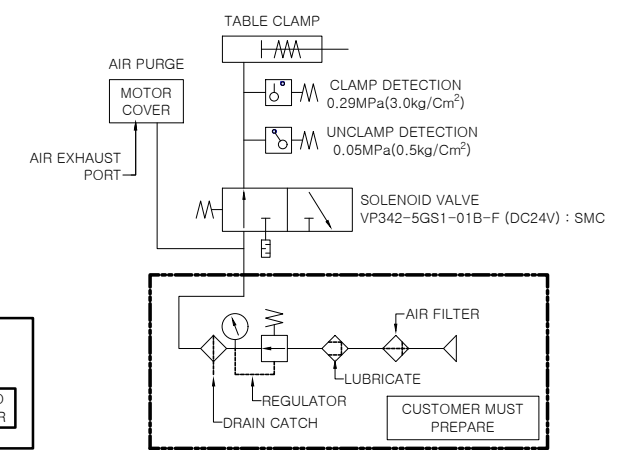 TABLE CLAMP
AIR PURGE
MOTOR
COVER
AIR EXHAUST
PORT
CLAMP DETECTION
0.29MPa(3.0kg/Cm²)
UNCLAMP DETECTION
0.05MPa(0.5kg/Cm²)
SOLENOID VALVE
VP342-5GS1-01B-F (DC24V) : SMC
AIR FILTER
LUBRICATE
REGULATOR
DRAIN CATCH
CUSTOMER MUST
PREPARE